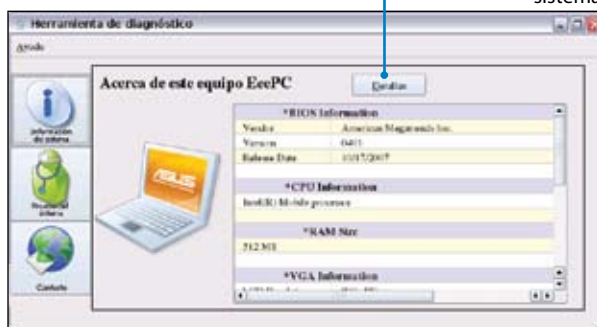 sistema
Herramienta de diagnóstico
Ayuda
Acerca de este equipo EeePC
Detalles
Información
de sistema
ASUS
Contacto
*BIOS Information
Vendor American Megatrends Inc.
Version 0401
Release Date 10/17/2007
*CPU Information
Intel(R) Mobile processor
*RAM Size
512 MB
*VGA Information